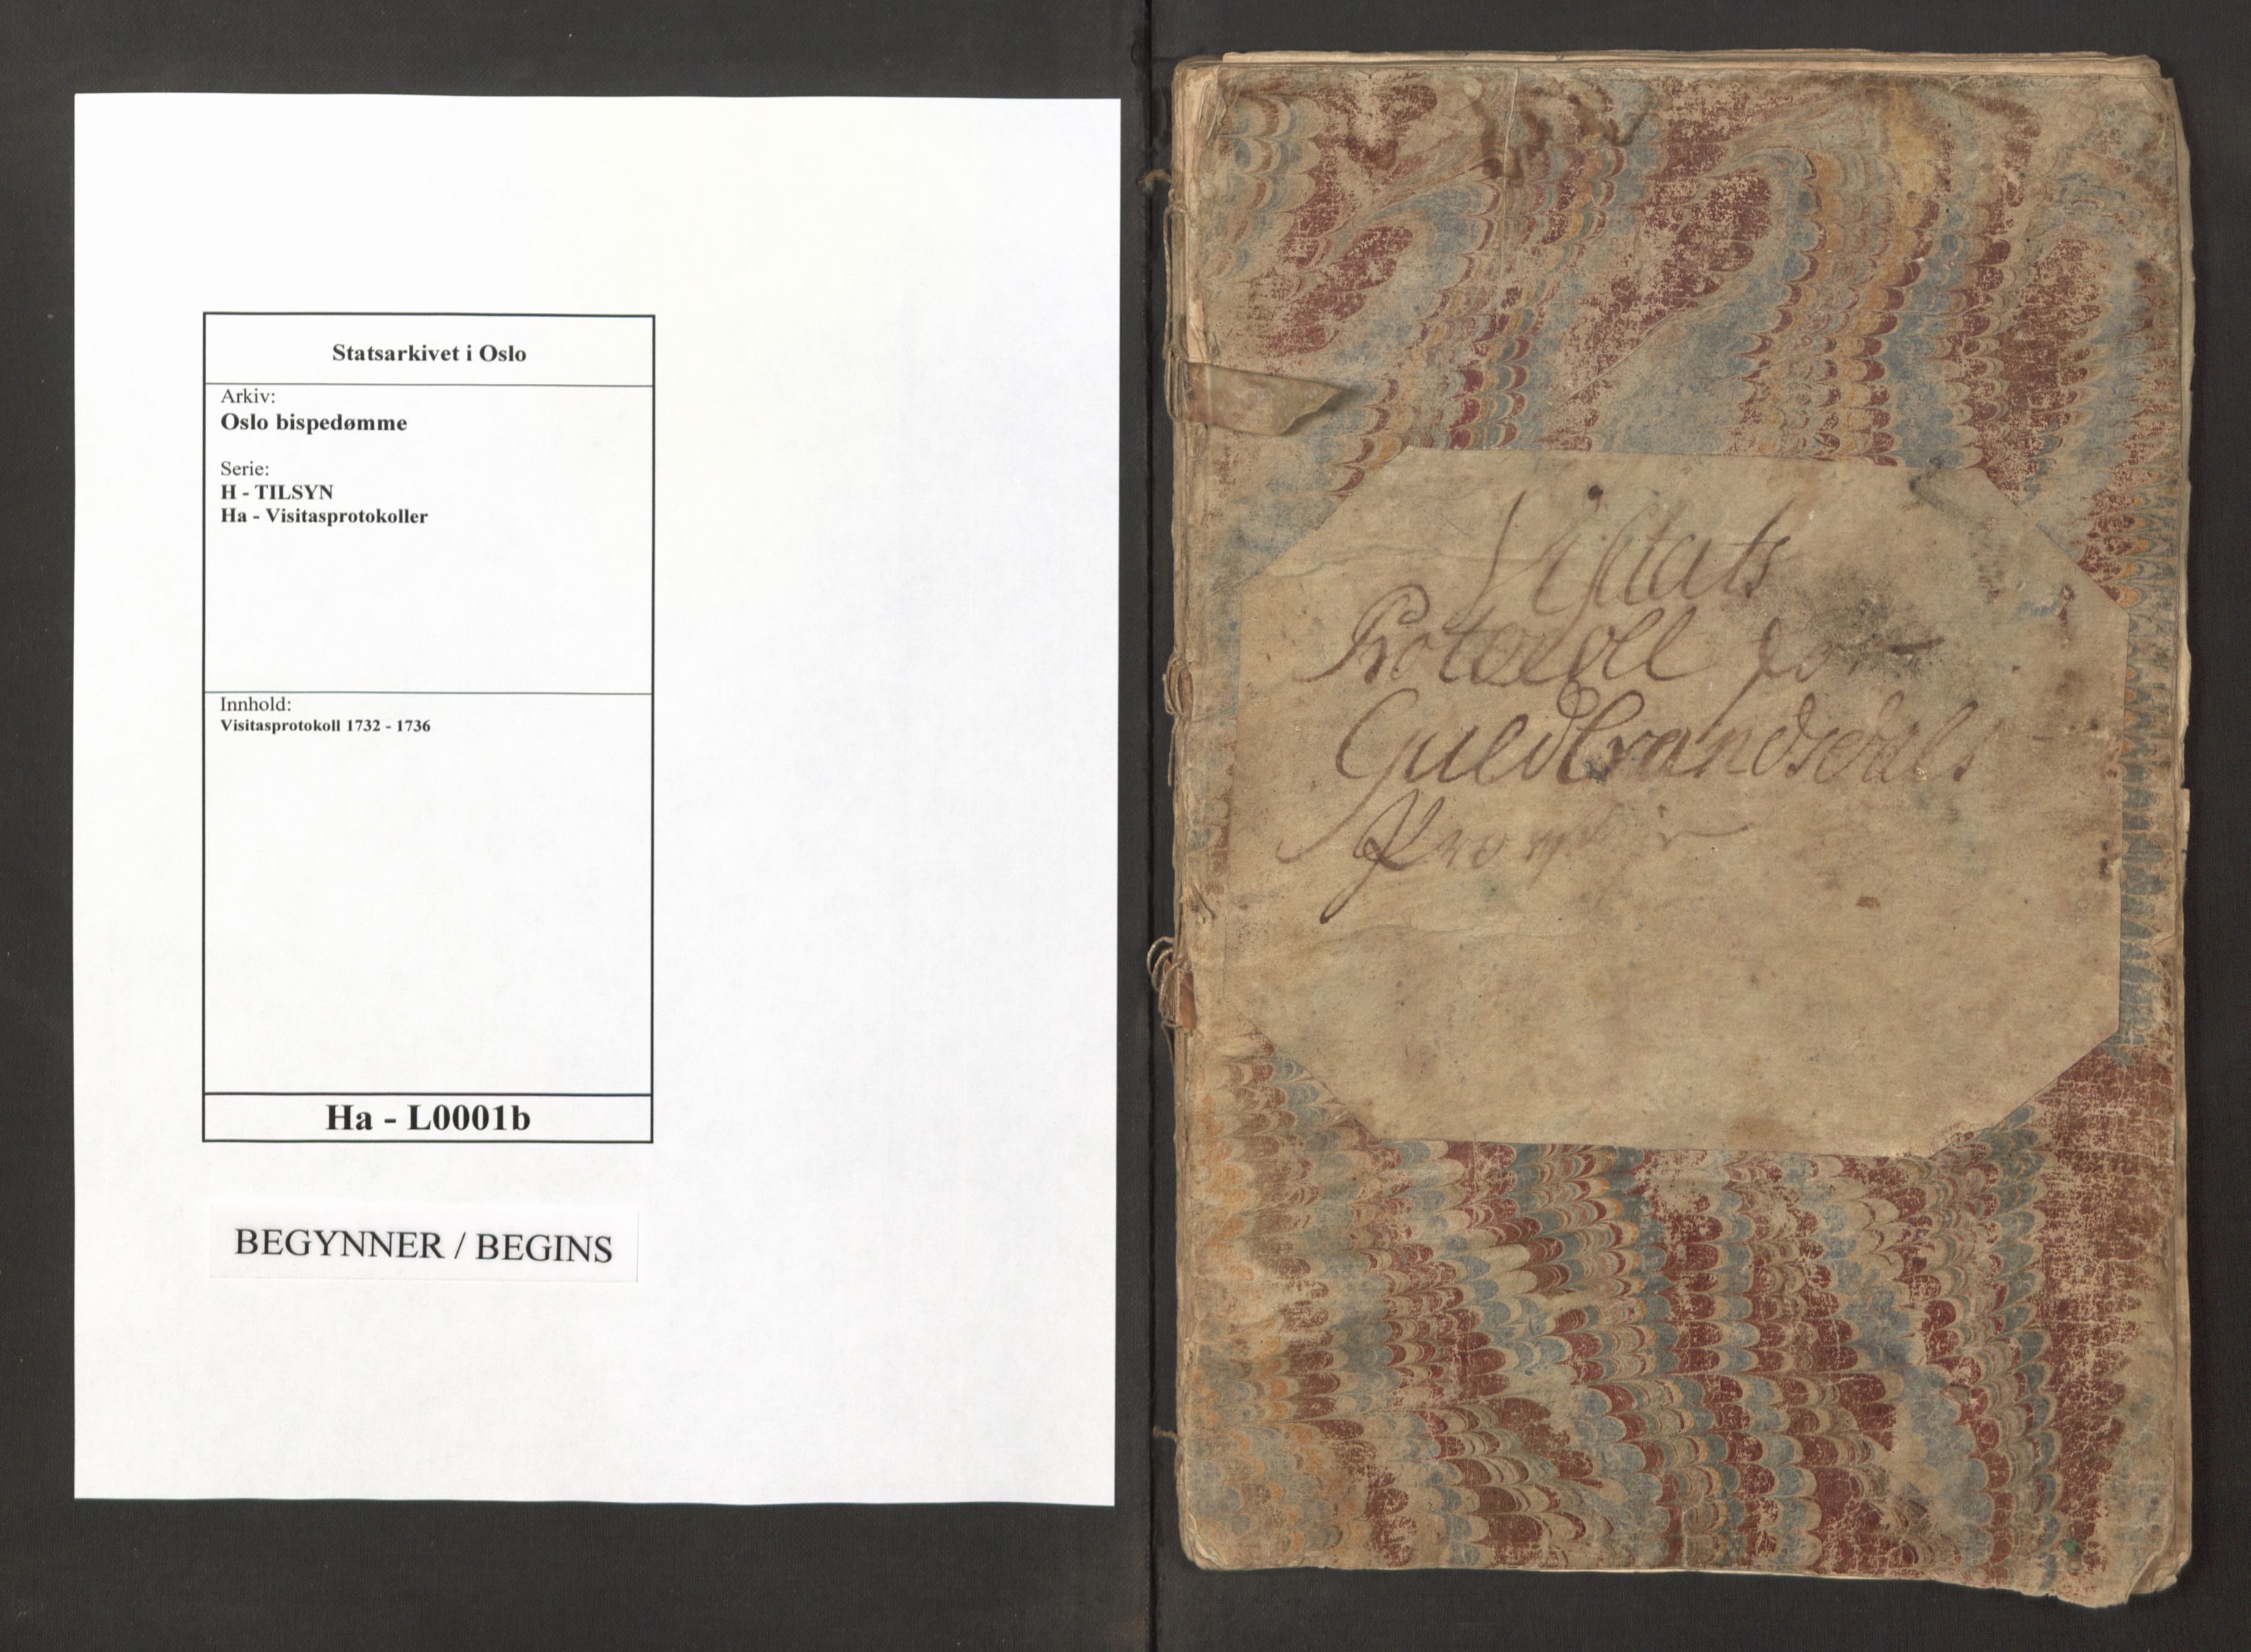 Statsarkivet i Oslo
Arkiv:
Oslo bispedømme
Serie:
H - TILSYN
Ha - Visitasprotokoller
Innhold:
Visitasprotokoll 1732 - 1736
Ha - L0001b
BEGYNNER / BEGINS
Visitats
Protocoll for
Guldbrandsdals